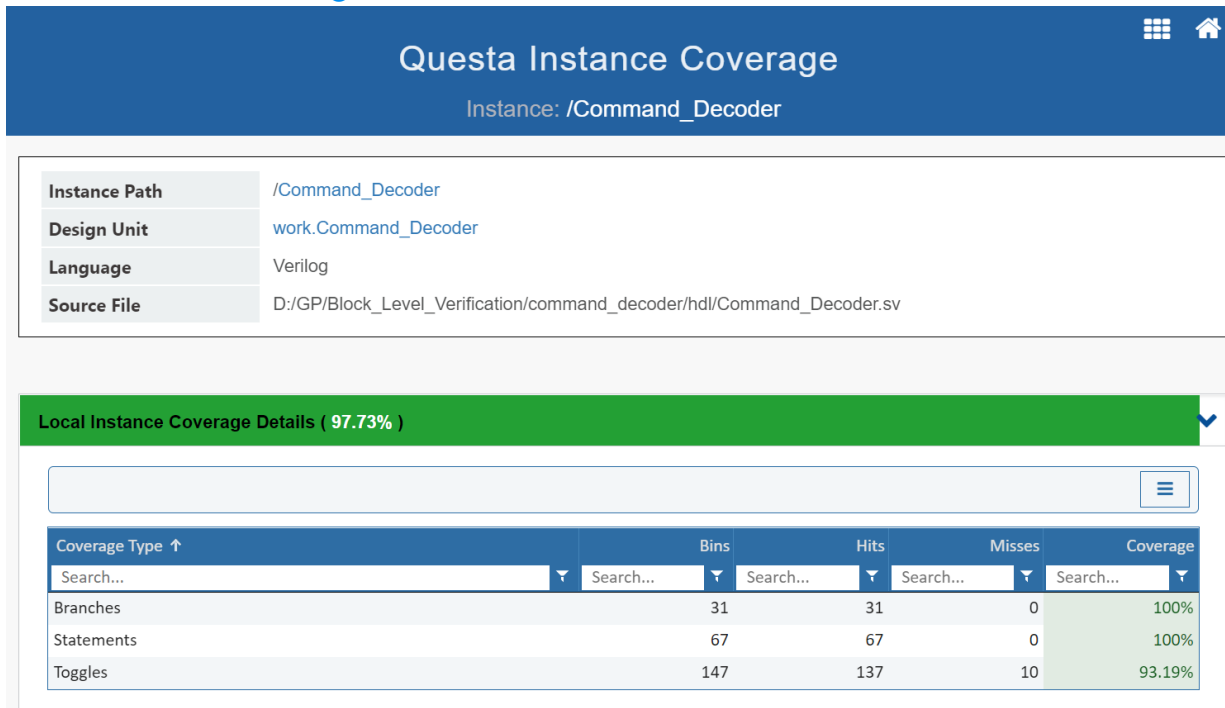 Questa Instance Coverage
Instance: /Command_Decoder
Instance Path /Command_Decoder
Design Unit work.Command_Decoder
Language Verilog
Source File D:/GP/Block_Level_Verification/command_decoder/hdl/Command_Decoder.sv
Local Instance Coverage Details ( 97.73% )
Coverage Type ↑ Bins Hits Misses Coverage
Search... Search... Search... Search... Search...
Branches 31 31 0 100%
Statements 67 67 0 100%
Toggles 147 137 10 93.19%